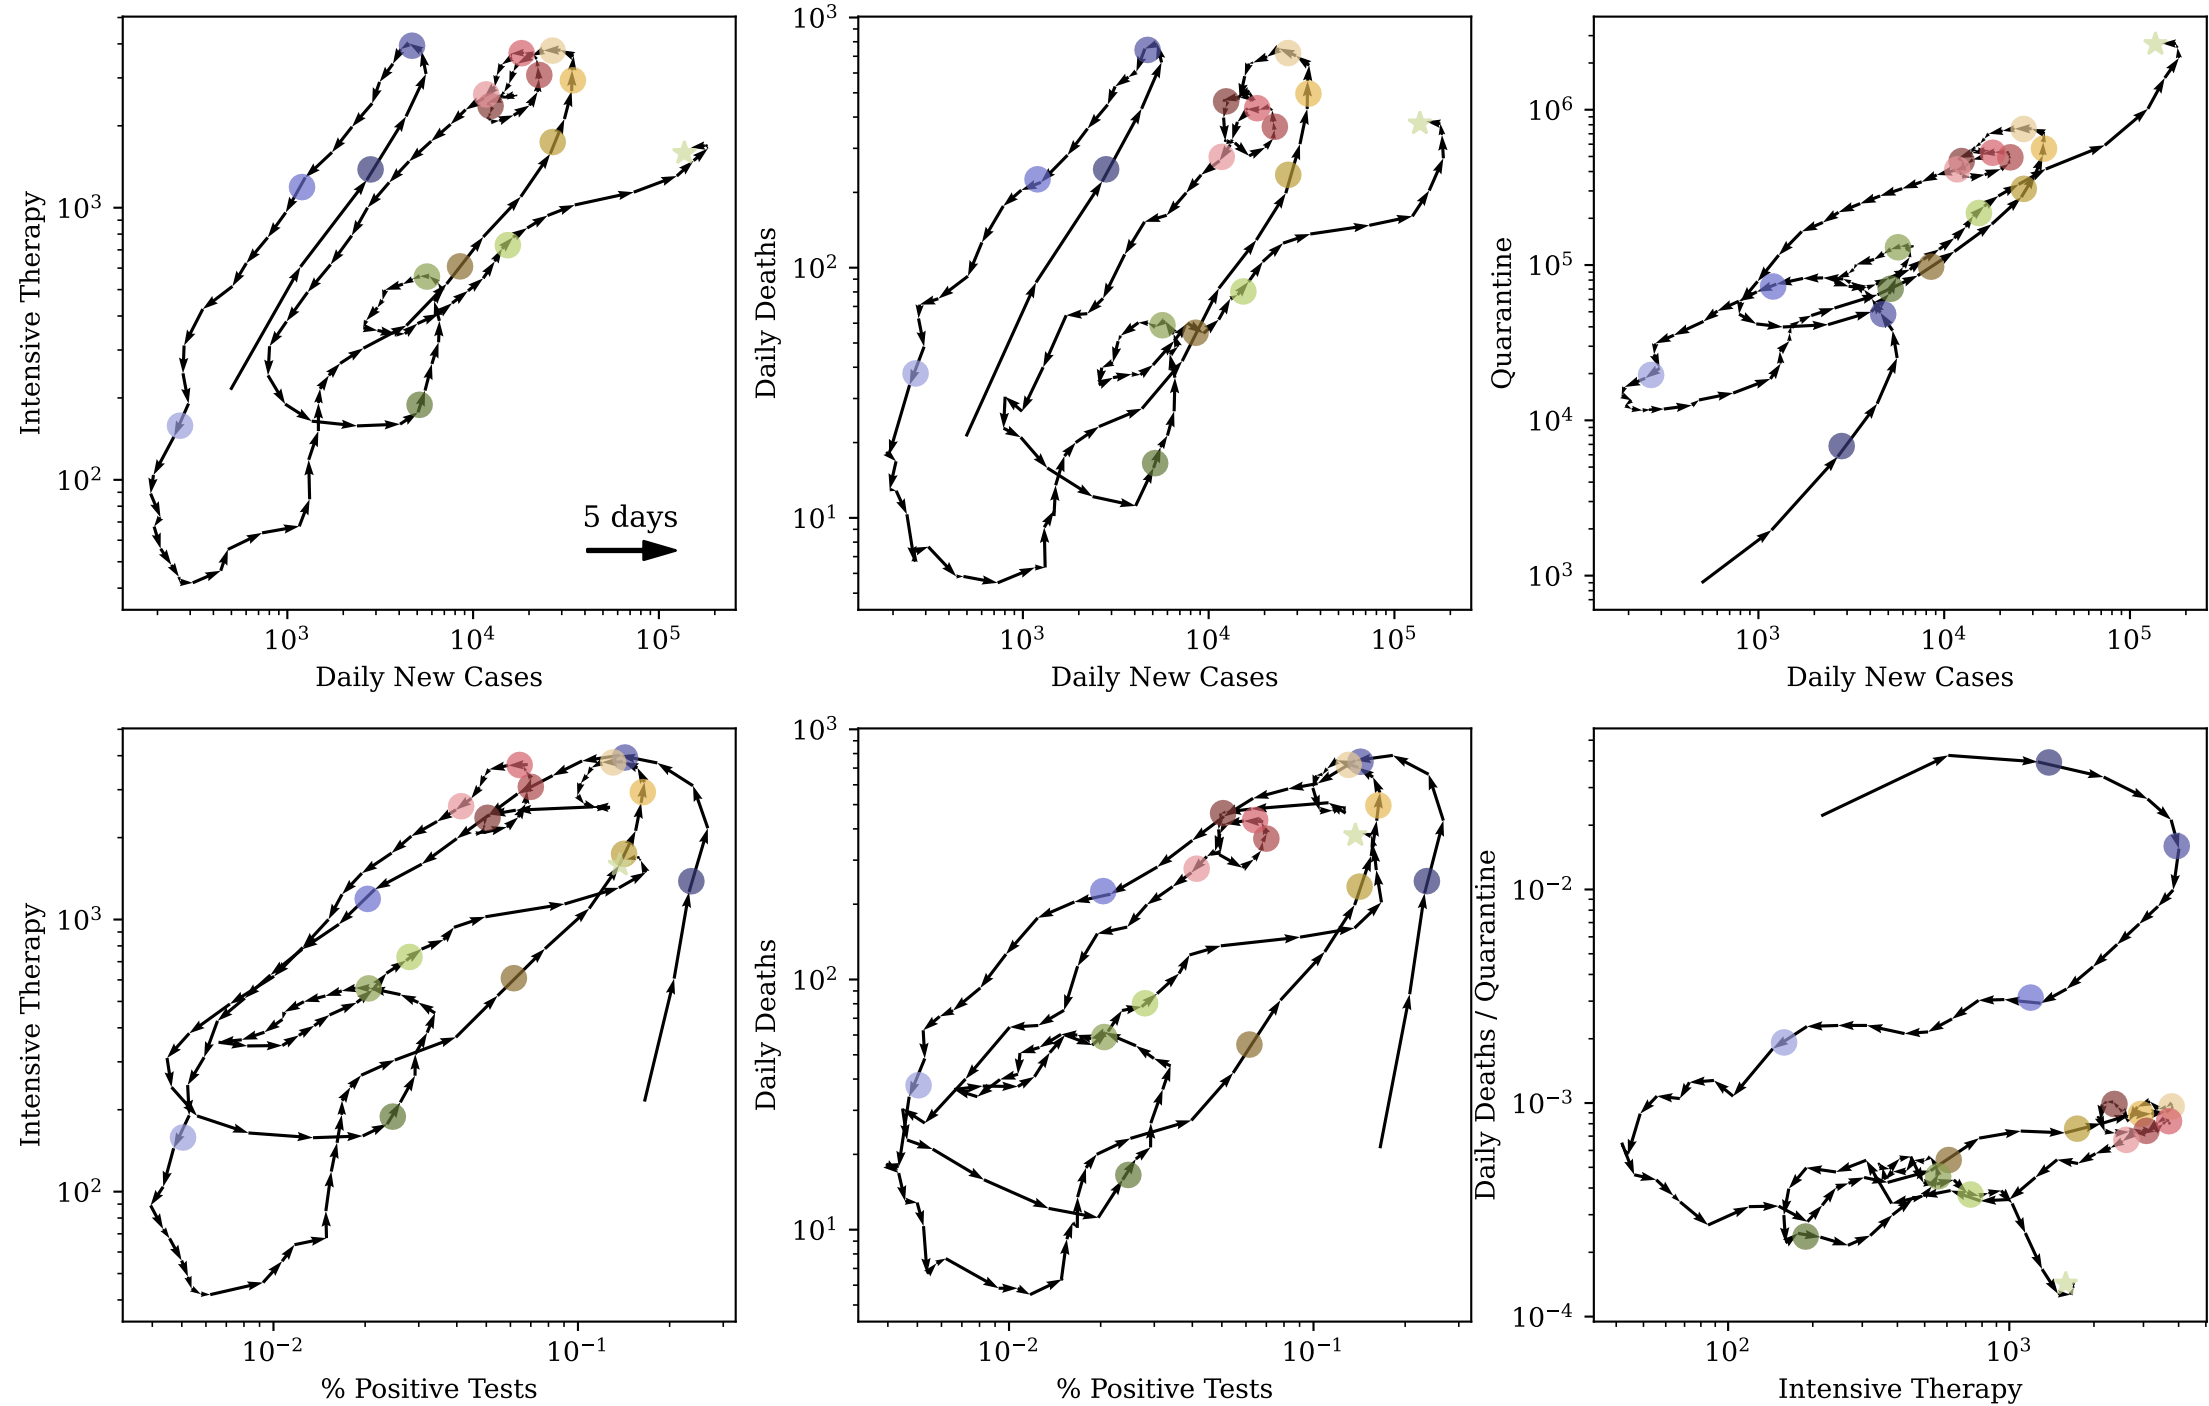 Intensive Therapy
10³
10²
5 days
10³ 10⁴ 10⁵
Daily New Cases
Daily Deaths
10³
10²
10¹
10³ 10⁴ 10⁵
Daily New Cases
Quarantine
10⁶
10⁵
10⁴
10³
10³ 10⁴ 10⁵
Daily New Cases
Intensive Therapy
10³
10²
10⁻² 10⁻¹
% Positive Tests
Daily Deaths
10³
10²
10¹
10⁻² 10⁻¹
% Positive Tests
Daily Deaths / Quarantine
10⁻²
10⁻³
10⁻⁴
10² 10³
Intensive Therapy